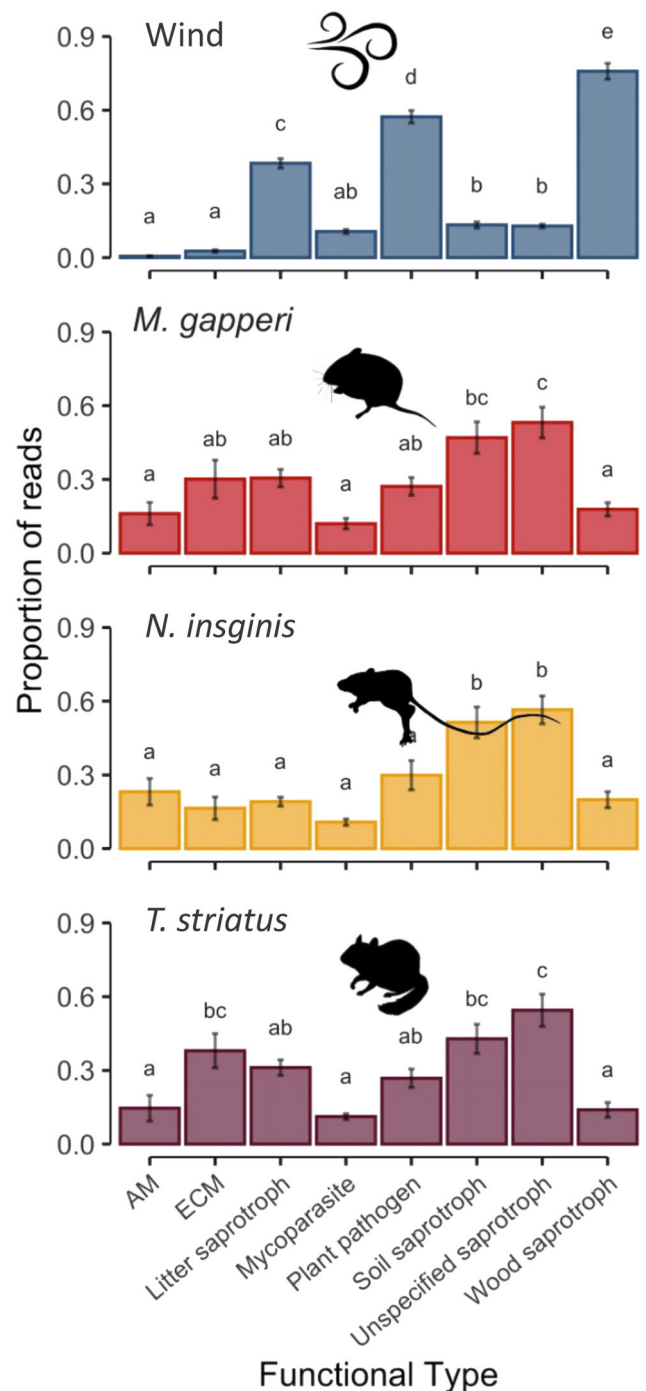 Wind
0.9
0.6
0.3
0.0
a a c ab d b b e
M. gapperi
0.9
0.6
0.3
0.0
a ab ab a ab bc c a
Proportion of reads
N. insginis
0.9
0.6
0.3
0.0
a a a a a b b a
T. striatus
0.9
0.6
0.3
0.0
a bc ab a ab bc c a
AM
ECM
Litter saprotroph
Mycoparasite
Plant pathogen
Soil saprotroph
Unspecified saprotroph
Wood saprotroph
Functional Type